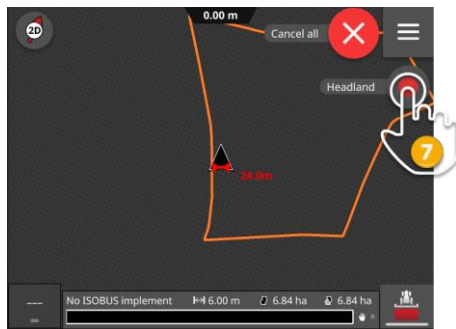 0.00 m
2D
Cancel all
Headland
7
24.0m
---
No ISOBUS implement 6.00 m 6.84 ha 6.84 ha